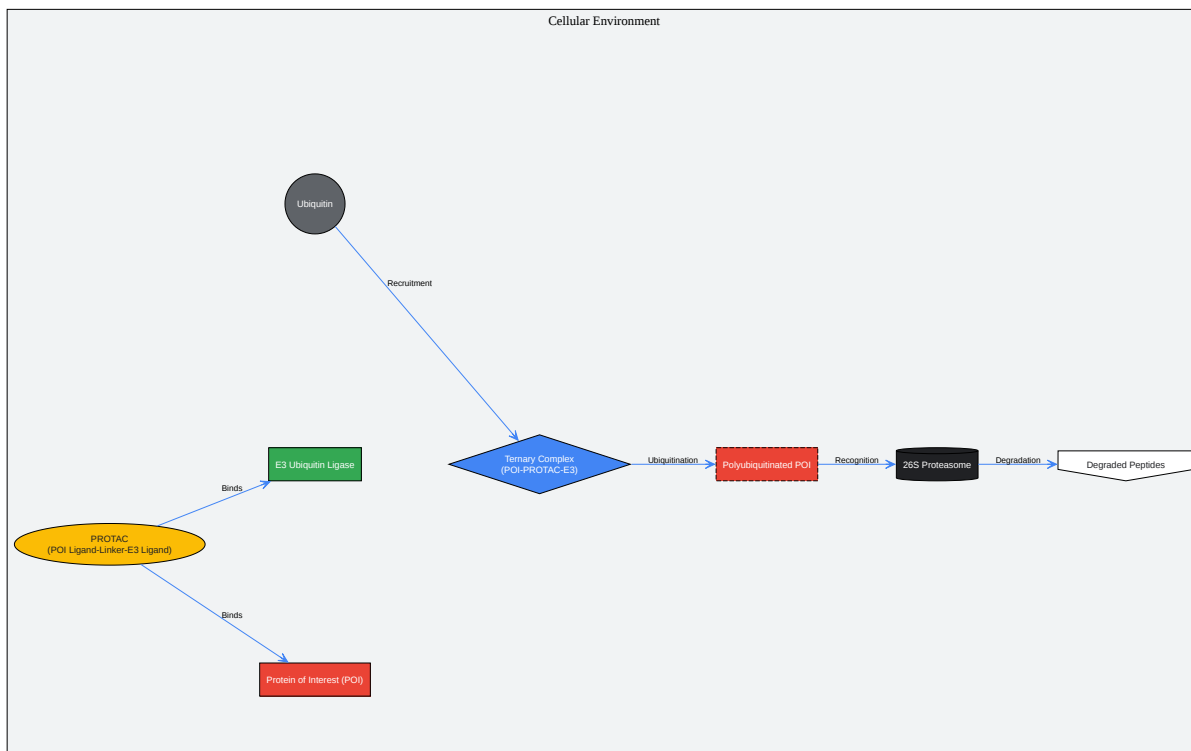 Cellular Environment
Ubiquitin
Recruitment
E3 Ubiquitin Ligase
Ternary Complex
(POI-PROTAC-E3)
Ubiquitination
Polyubiquitinated POI
Recognition
26S Proteasome
Degradation
Degraded Peptides
Binds
PROTAC
(POI Ligand-Linker-E3 Ligand)
Binds
Protein of Interest (POI)